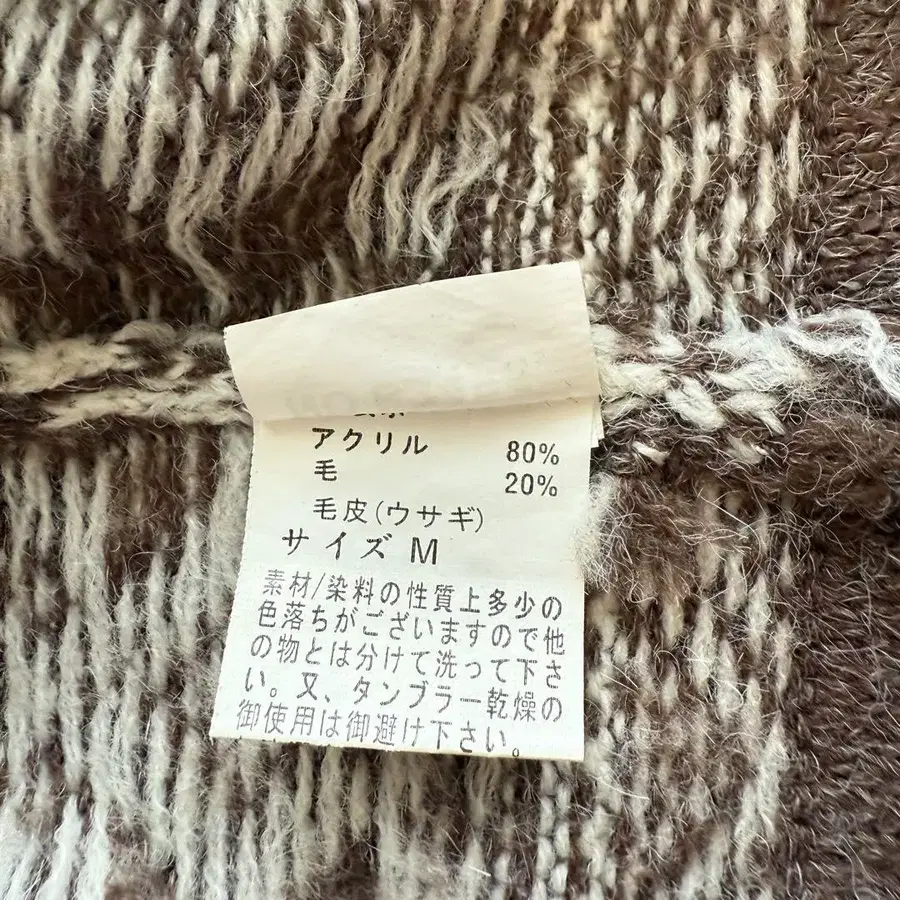 アクリル 80%
毛 20%
毛皮(ウサギ)
サイズ M
素材/染料の性質上多少の
色落ちがございますので他
の物とは分けて洗って下さ
い。又、タンブラー乾燥の
御使用は御避け下さい。